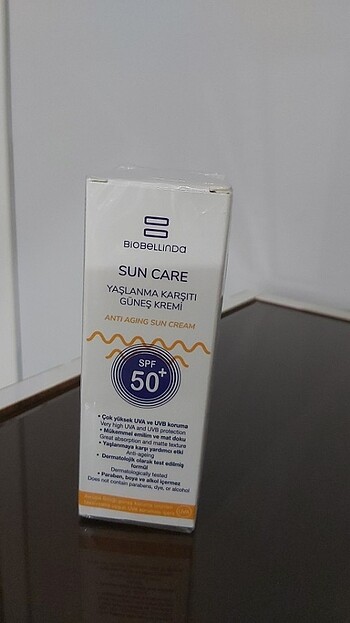 BIOBELLINDA
SUN CARE
YAŞLANMA KARŞITI
GÜNEŞ KREMİ
ANTI AGING SUN CREAM
SPF
50+
• Çok yüksek UVA ve UVB koruma
Very high UVA and UVB protection
• Mükemmel emilim ve mat doku
Great absorption and matte texture
• Yaşlanmaya karşı yardımcı etki
Anti-ageing
• Dermatolojik olarak test edilmiş
formül
Dermatologically tested
• Paraben, boya ve alkol içermez
Does not contain parabens, dye, or alcohol